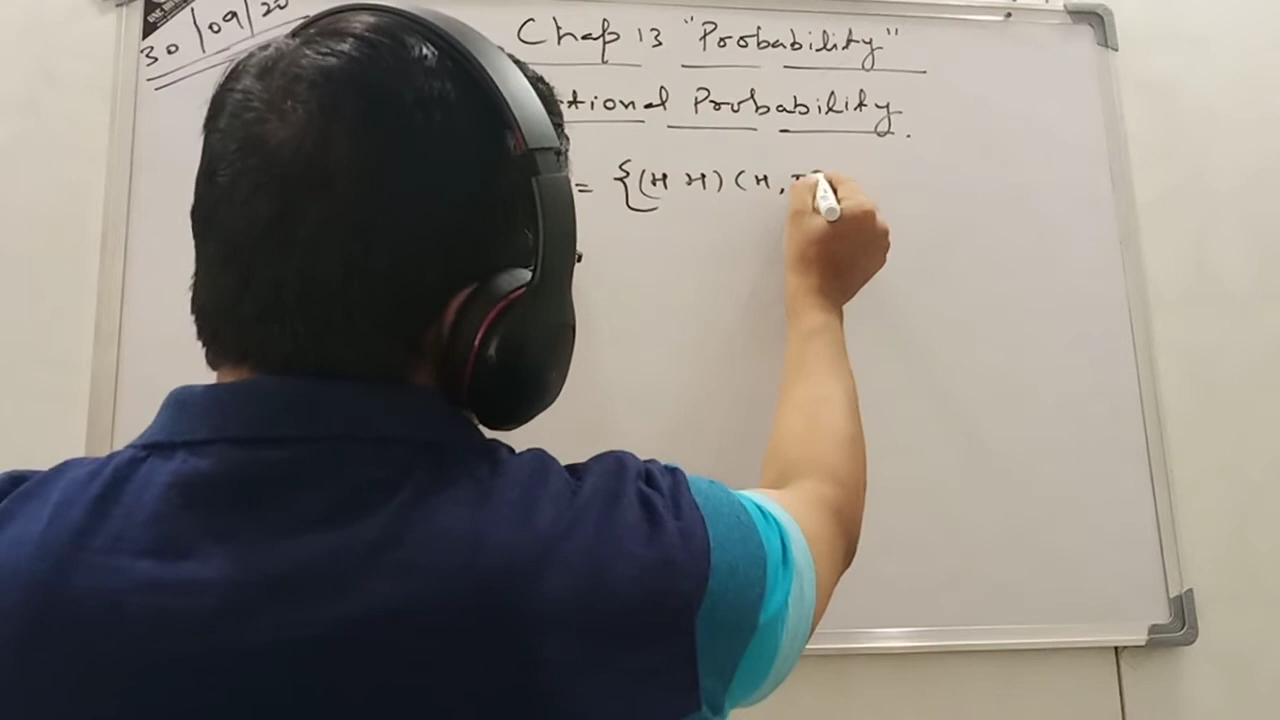 30/09/20
Chap 13 "Probability"
tional Probability.
= {(H H) (H, T